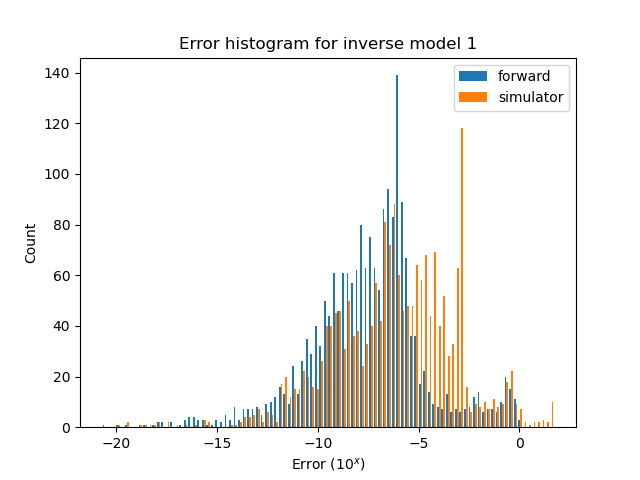 Error histogram for inverse model 1
forward
simulator
Count
140
120
100
80
60
40
20
0
−20
−15
−10
−5
0
Error (10^x)